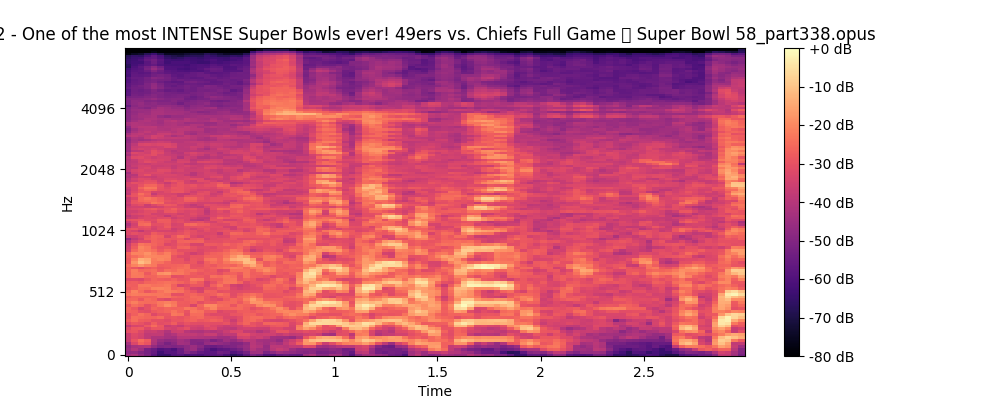 2 - One of the most INTENSE Super Bowls ever! 49ers vs. Chiefs Full Game Super Bowl 58_part338.opus
+0 dB
4096
-10 dB
-20 dB
2048
-30 dB
Hz
1024
-40 dB
-50 dB
512
-60 dB
-70 dB
0
-80 dB
0 0.5 1 1.5 2 2.5
Time